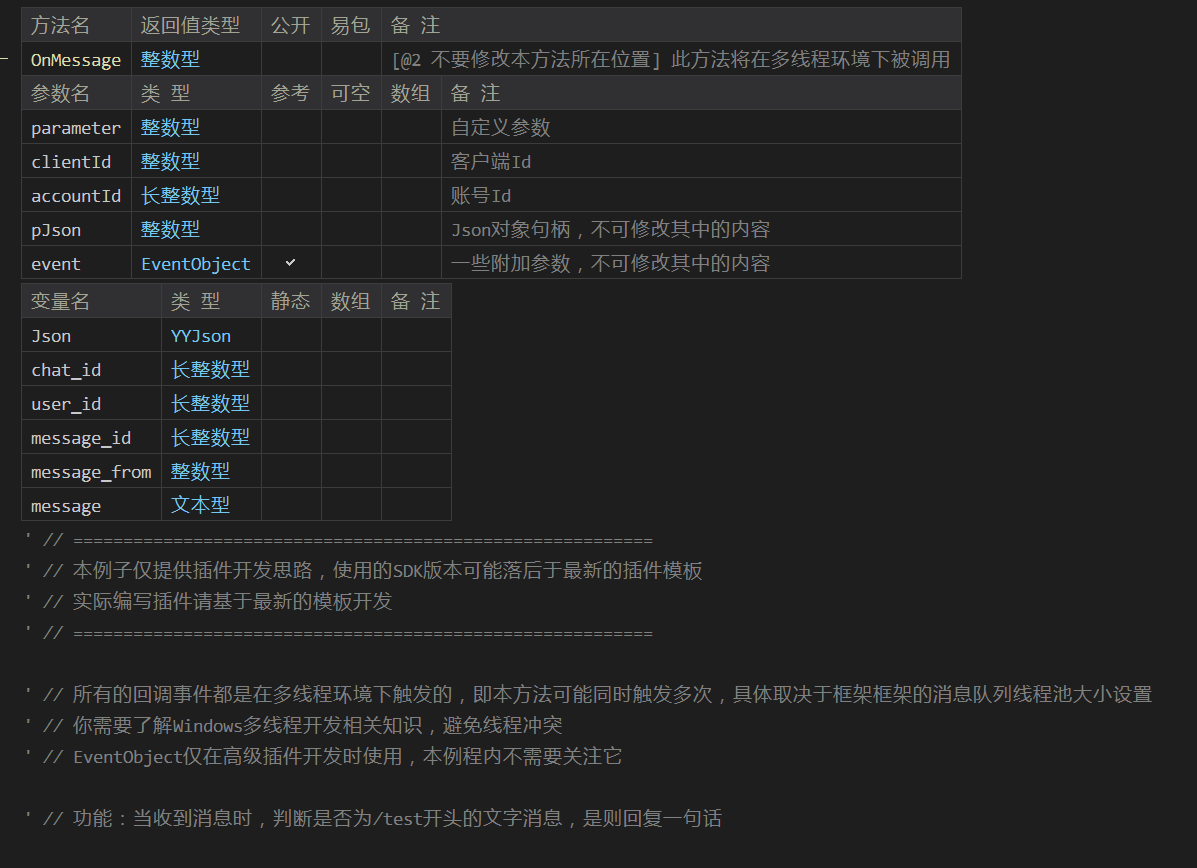 方法名 返回值类型 公开 易包 备 注
OnMessage 整数型 [@2 不要修改本方法所在位置] 此方法将在多线程环境下被调用
参数名 类 型 参考 可空 数组 备 注
parameter 整数型 自定义参数
clientId 整数型 客户端Id
accountId 长整数型 账号Id
pJson 整数型 Json对象句柄，不可修改其中的内容
event EventObject ✓ 一些附加参数，不可修改其中的内容
变量名 类 型 静态 数组 备 注
Json YYJson
chat_id 长整数型
user_id 长整数型
message_id 长整数型
message_from 整数型
message 文本型
' // ==========================================================
' // 本例子仅提供插件开发思路，使用的SDK版本可能落后于最新的插件模板
' // 实际编写插件请基于最新的模板开发
' // ==========================================================
' // 所有的回调事件都是在多线程环境下触发的，即本方法可能同时触发多次，具体取决于框架框架的消息队列线程池大小设置
' // 你需要了解Windows多线程开发相关知识，避免线程冲突
' // EventObject仅在高级插件开发时使用，本例程内不需要关注它
' // 功能：当收到消息时，判断是否为/test开头的文字消息，是则回复一句话